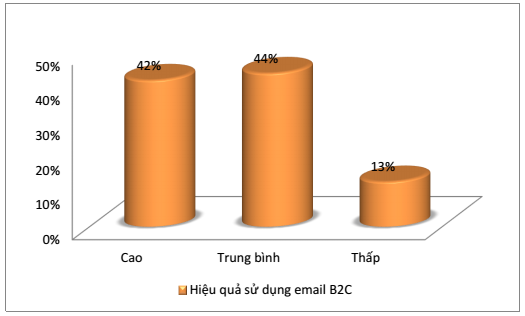 42%
44%
13%
50%
40%
30%
20%
10%
0%
Cao
Trung bình
Thấp
Hiệu quả sử dụng email B2C